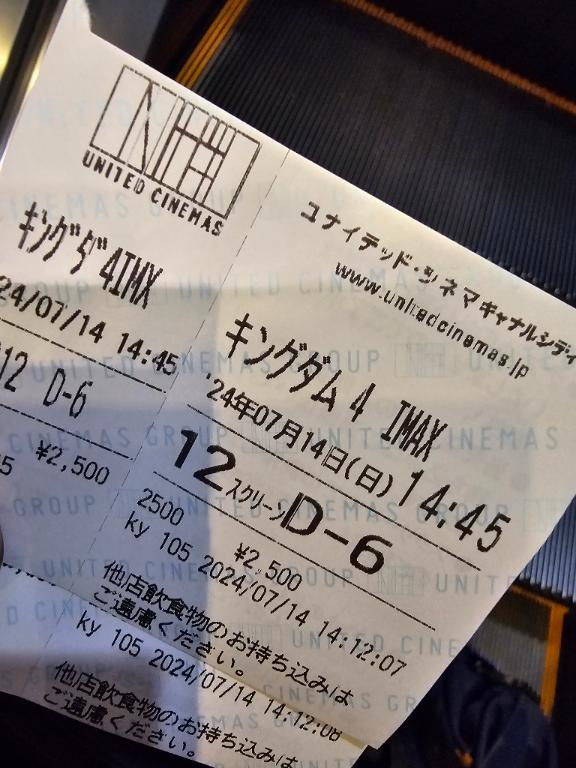 UNITED CINEMAS
キングダ4IMX
24/07/14 14:45
12 D-6
¥2,500
ユナイテッド・シネマキャナルシティ
www.unitedcinemas.jp
キングダム4 IMAX
'24年07月14日(日) 14:45
12スクリーン D-6
2500 ¥2,500
ky 105 2024/07/14 14:12:07
他店飲食物のお持ち込みは
ご遠慮ください。
ky 105 2024/07/14 14:12:08
他店飲食物のお持ち込みは
ご遠慮ください。